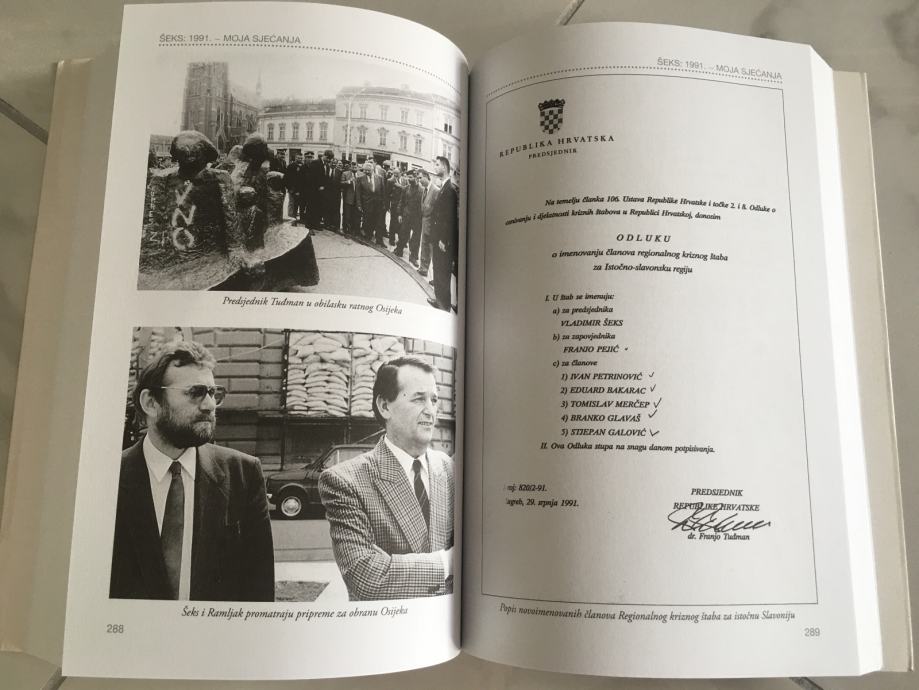 ŠEKS: 1991. – MOJA SJEĆANJA
Predsjednik Tuđman u obilasku ratnog Osijeka
Šeks i Ramljak promatraju pripreme za obranu Osijeka
288
ŠEKS: 1991. – MOJA SJEĆANJA
REPUBLIKA HRVATSKA
PREDSJEDNIK
Na temelju članka 106. Ustava Republike Hrvatske i točke 2. i 8. Odluke o
osnivanju i djelatnosti kriznih štabova u Republici Hrvatskoj, donosim
ODLUKU
o imenovanju članova regionalnog kriznog štaba
za Istočno-slavonsku regiju
I. U štab se imenuju:
a) za predsjednika
VLADIMIR ŠEKS
b) za zapovjednika
FRANJO PEJIĆ
c) za članove
1) IVAN PETRINOVIĆ
2) EDUARD BAKARAC
3) TOMISLAV MERČEP
4) BRANKO GLAVAŠ
5) STJEPAN GALOVIĆ
II. Ova Odluka stupa na snagu danom potpisivanja.
roj: 820/2-91.
agreb, 29. srpnja 1991.
PREDSJEDNIK
REPUBLIKE HRVATSKE
dr. Franjo Tuđman
Popis novoimenovanih članova Regionalnog kriznog štaba za istočnu Slavoniju
289